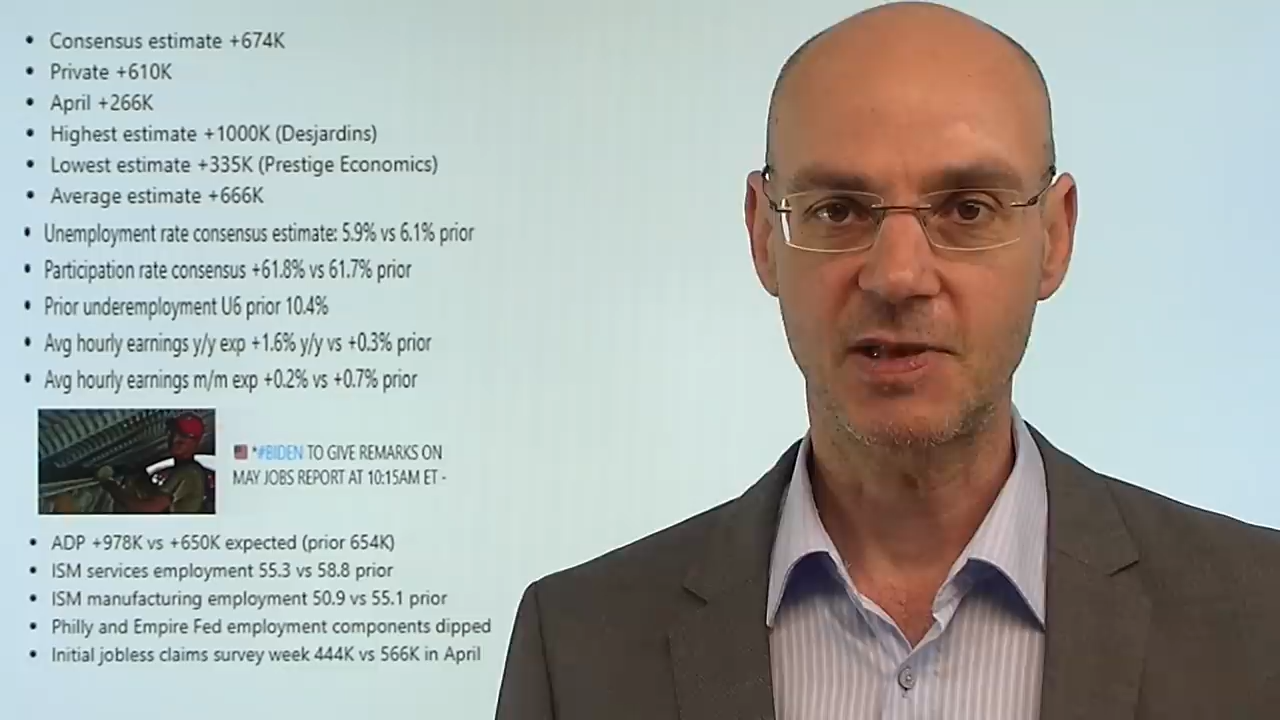 Consensus estimate +674K
Private +610K
April +266K
Highest estimate +1000K (Desjardins)
Lowest estimate +335K (Prestige Economics)
Average estimate +666K
Unemployment rate consensus estimate: 5.9% vs 6.1% prior
Participation rate consensus +61.8% vs 61.7% prior
Prior underemployment U6 prior 10.4%
Avg hourly earnings y/y exp +1.6% y/y vs +0.3% prior
Avg hourly earnings m/m exp +0.2% vs +0.7% prior
*#BIDEN TO GIVE REMARKS ON
MAY JOBS REPORT AT 10:15AM ET -
ADP +978K vs +650K expected (prior 654K)
ISM services employment 55.3 vs 58.8 prior
ISM manufacturing employment 50.9 vs 55.1 prior
Philly and Empire Fed employment components dipped
Initial jobless claims survey week 444K vs 566K in April